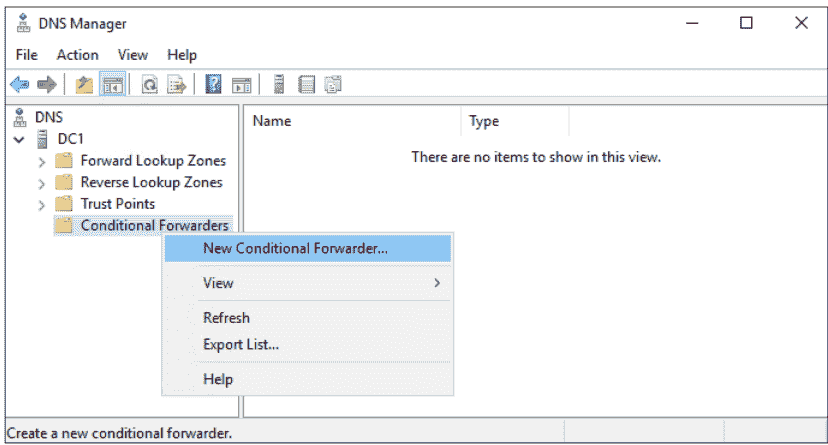 DNS Manager
File Action View Help
DNS
DC1
Forward Lookup Zones
Reverse Lookup Zones
Trust Points
Conditional Forwarders
Name Type
There are no items to show in this view.
New Conditional Forwarder...
View
Refresh
Export List...
Help
Create a new conditional forwarder.